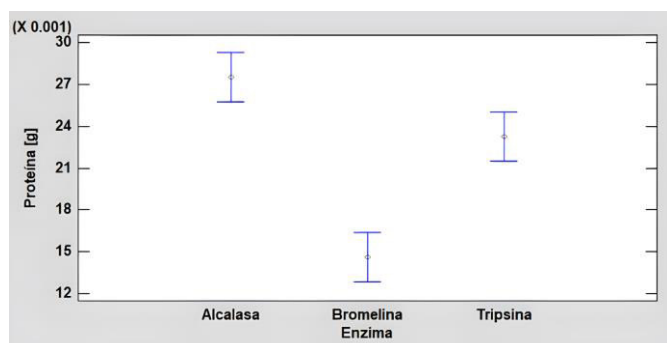 (X 0.001)
30
27
24
21
18
15
12
Proteína [g]
Alcalasa Bromelina Tripsina
Enzima